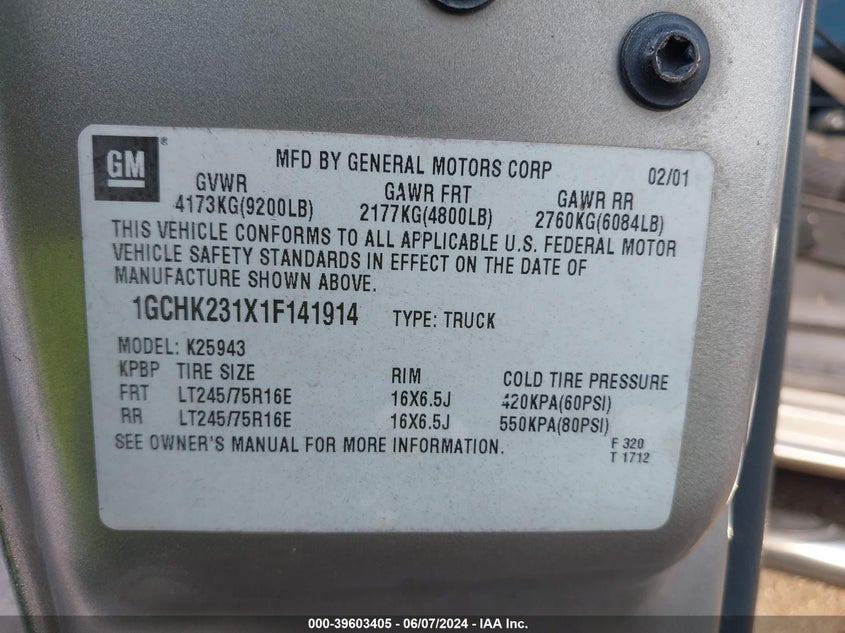 GM
MFD BY GENERAL MOTORS CORP 02/01
GVWR GAWR FRT GAWR RR
4173KG(9200LB) 2177KG(4800LB) 2760KG(6084LB)
THIS VEHICLE CONFORMS TO ALL APPLICABLE U.S. FEDERAL MOTOR
VEHICLE SAFETY STANDARDS IN EFFECT ON THE DATE OF
MANUFACTURE SHOWN ABOVE.
1GCHK231X1F141914 TYPE: TRUCK
MODEL: K25943
KPBP TIRE SIZE RIM COLD TIRE PRESSURE
FRT LT245/75R16E 16X6.5J 420KPA(60PSI)
RR LT245/75R16E 16X6.5J 550KPA(80PSI)
SEE OWNER'S MANUAL FOR MORE INFORMATION. F 320
T 1712
000-39603405 - 06/07/2024 - IAA Inc.